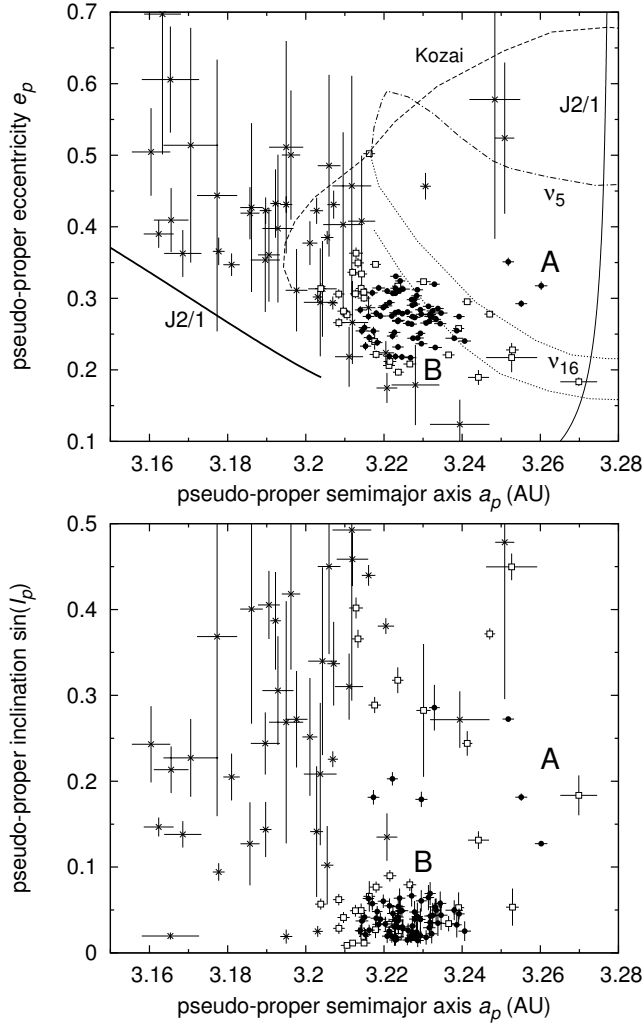 0.7
0.6
0.5
0.4
0.3
0.2
0.1
pseudo-proper eccentricity e_p
Kozai
J2/1
ν5
A
J2/1
B
ν16
3.16 3.18 3.2 3.22 3.24 3.26 3.28
pseudo-proper semimajor axis a_p (AU)
0.5
0.4
0.3
0.2
0.1
0
pseudo-proper inclination sin(I_p)
A
B
3.16 3.18 3.2 3.22 3.24 3.26 3.28
pseudo-proper semimajor axis a_p (AU)